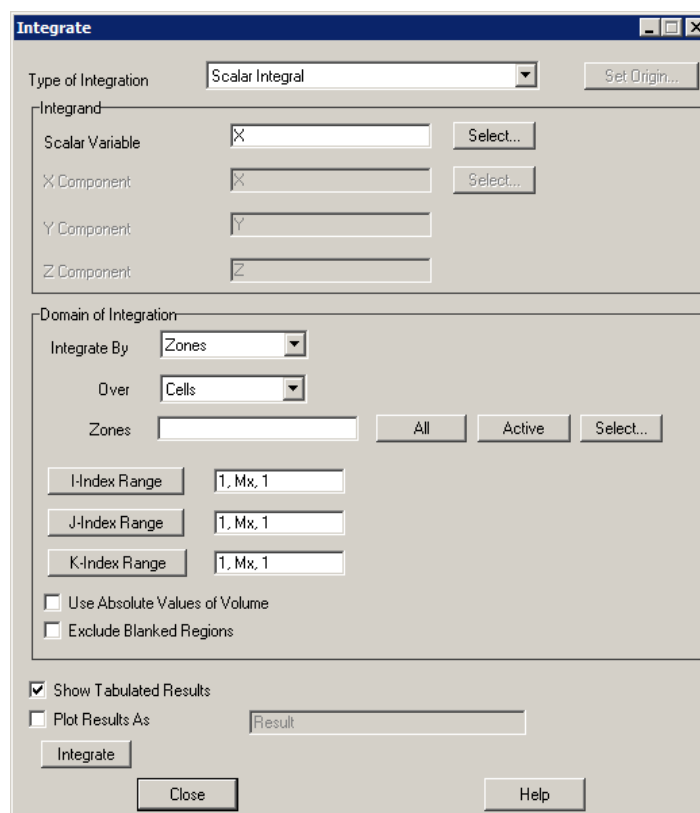 Integrate
Type of Integration Scalar Integral Set Origin...
Integrand
Scalar Variable X Select...
X Component X Select...
Y Component Y
Z Component Z
Domain of Integration
Integrate By Zones
Over Cells
Zones All Active Select...
I-Index Range 1, Mx, 1
J-Index Range 1, Mx, 1
K-Index Range 1, Mx, 1
Use Absolute Values of Volume
Exclude Blanked Regions
Show Tabulated Results
Plot Results As Result
Integrate
Close Help